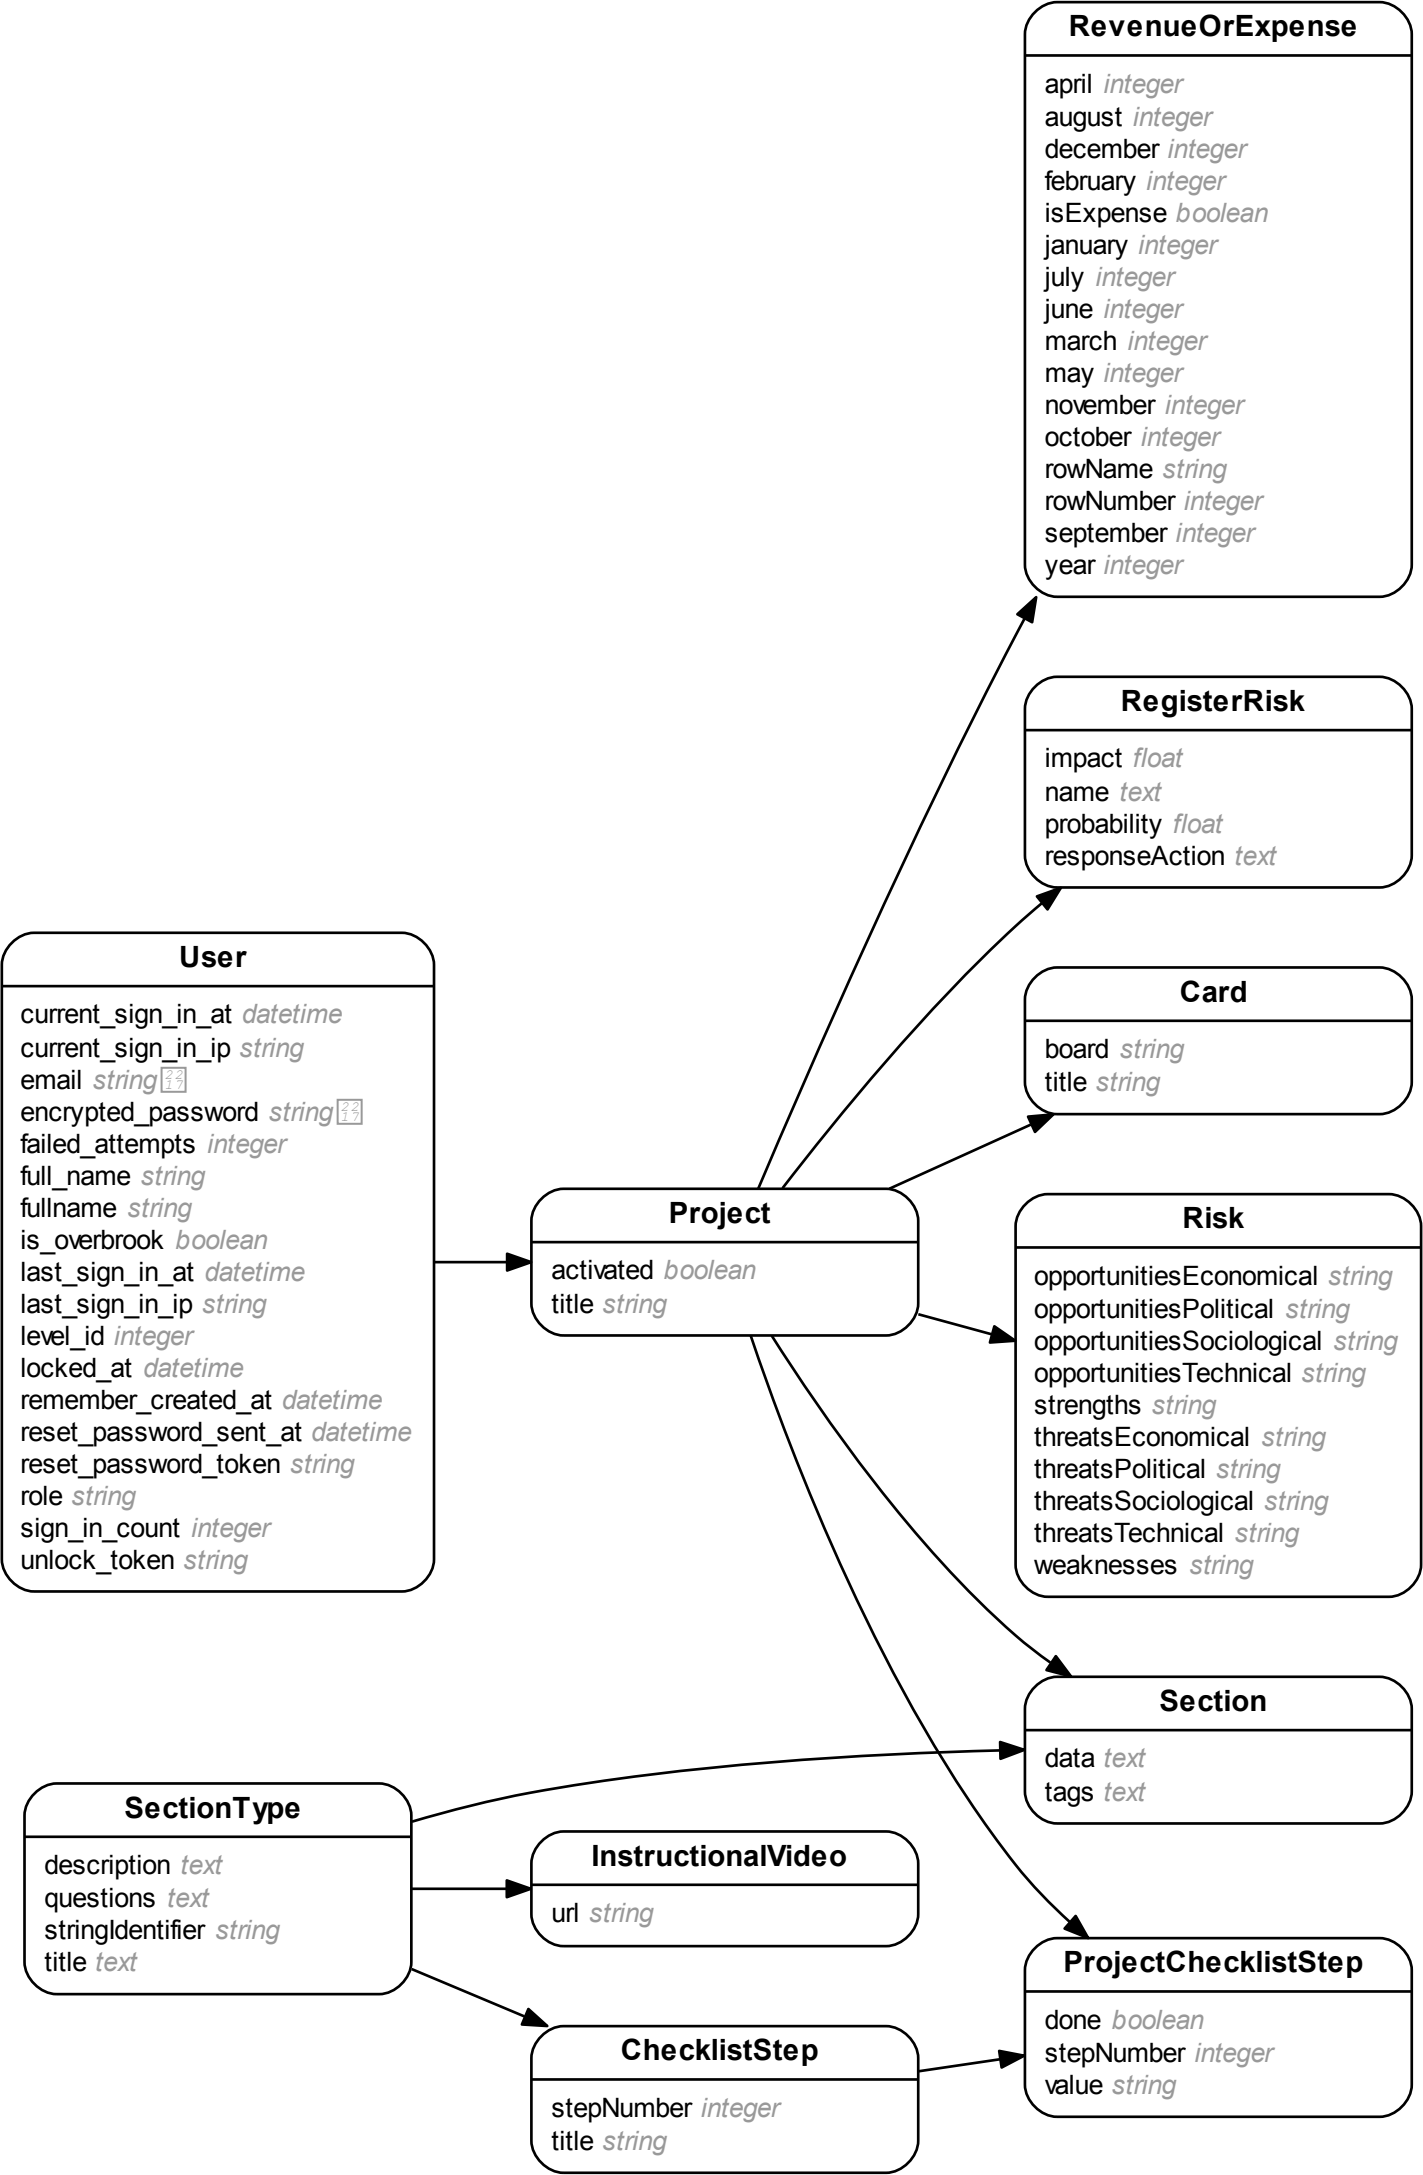 RevenueOrExpense
april integer
august integer
december integer
february integer
isExpense boolean
january integer
july integer
june integer
march integer
may integer
november integer
october integer
rowName string
rowNumber integer
september integer
year integer
RegisterRisk
impact float
name text
probability float
responseAction text
Card
board string
title string
User
current_sign_in_at datetime
current_sign_in_ip string
email string
encrypted_password string
failed_attempts integer
full_name string
fullname string
is_overbrook boolean
last_sign_in_at datetime
last_sign_in_ip string
level_id integer
locked_at datetime
remember_created_at datetime
reset_password_sent_at datetime
reset_password_token string
role string
sign_in_count integer
unlock_token string
Project
activated boolean
title string
Risk
opportunitiesEconomical string
opportunitiesPolitical string
opportunitiesSociological string
opportunitiesTechnical string
strengths string
threatsEconomical string
threatsPolitical string
threatsSociological string
threatsTechnical string
weaknesses string
Section
data text
tags text
SectionType
description text
questions text
stringIdentifier string
title text
InstructionalVideo
url string
ProjectChecklistStep
done boolean
stepNumber integer
value string
ChecklistStep
stepNumber integer
title string